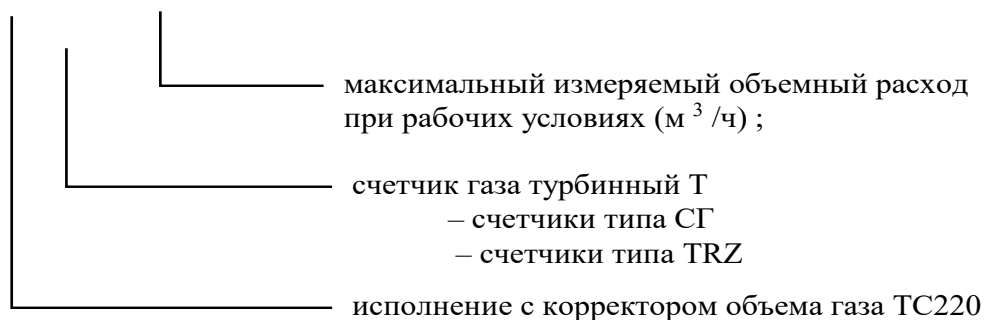 максимальный измеряемый объемный расход
при рабочих условиях (м ³ /ч) ;
счетчик газа турбинный Т
– счетчики типа СГ
– счетчики типа TRZ
исполнение с корректором объема газа ТС220